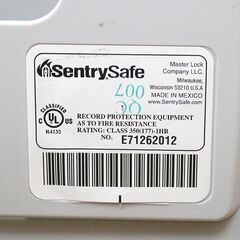 SentrySafe
Master Lock
Company LLC.
Milwaukee,
Wisconsin 53210 U.S.A
MADE IN MEXICO
SentrySafe.com
CLASSIFIED
C UL US
R4132
RECORD PROTECTION EQUIPMENT
AS TO FIRE RESISTANCE
RATING: CLASS 350(177)-1HR
NO. E71262012